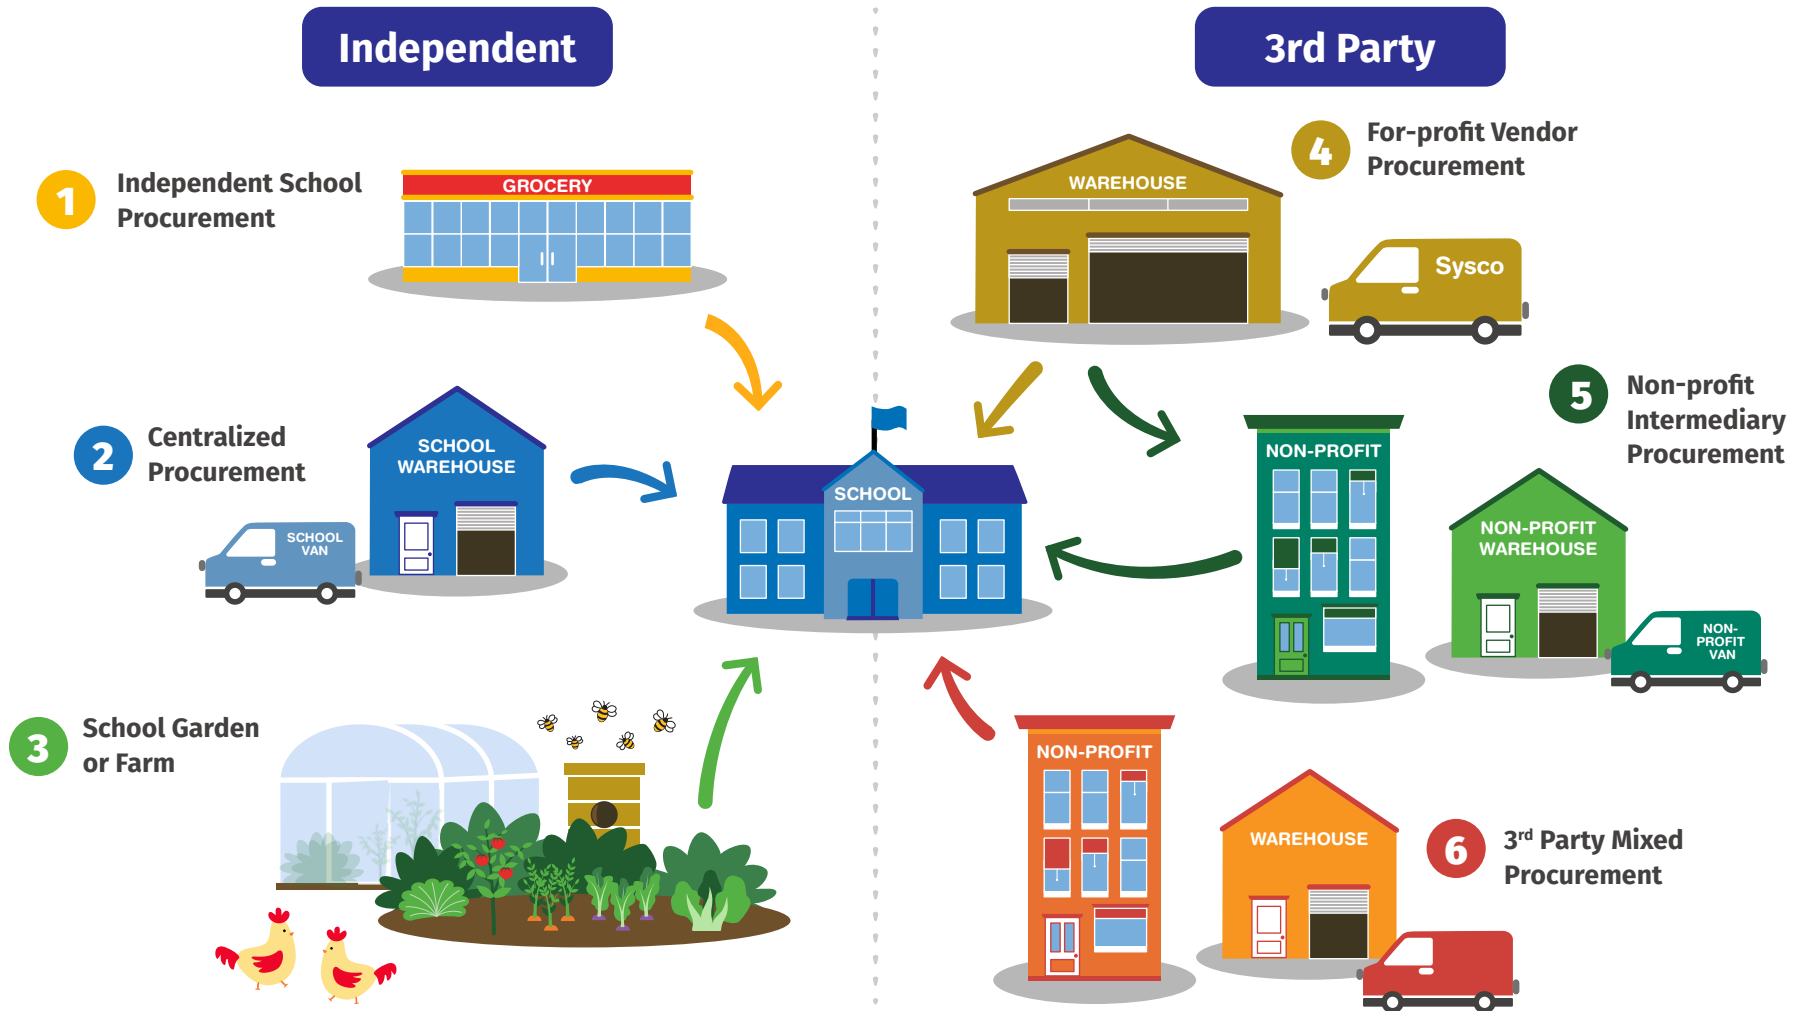 Independent
3rd Party
1
Independent School
Procurement
GROCERY
2
Centralized
Procurement
SCHOOL
WAREHOUSE
SCHOOL
VAN
3
School Garden
or Farm
SCHOOL
4
For-profit Vendor
Procurement
WAREHOUSE
Sysco
5
Non-profit
Intermediary
Procurement
NON-PROFIT
NON-PROFIT
WAREHOUSE
NON-
PROFIT
VAN
6
3rd Party Mixed
Procurement
NON-PROFIT
WAREHOUSE